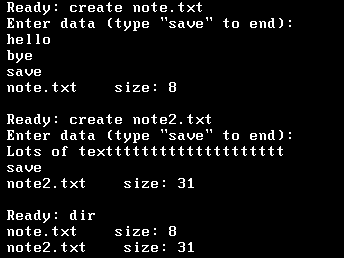 Ready: create note.txt
Enter data (type "save" to end):
hello
bye
save
note.txt    size: 8
Ready: create note2.txt
Enter data (type "save" to end):
Lots of textttttttttttttttttttt
save
note2.txt    size: 31
Ready: dir
note.txt    size: 8
note2.txt    size: 31